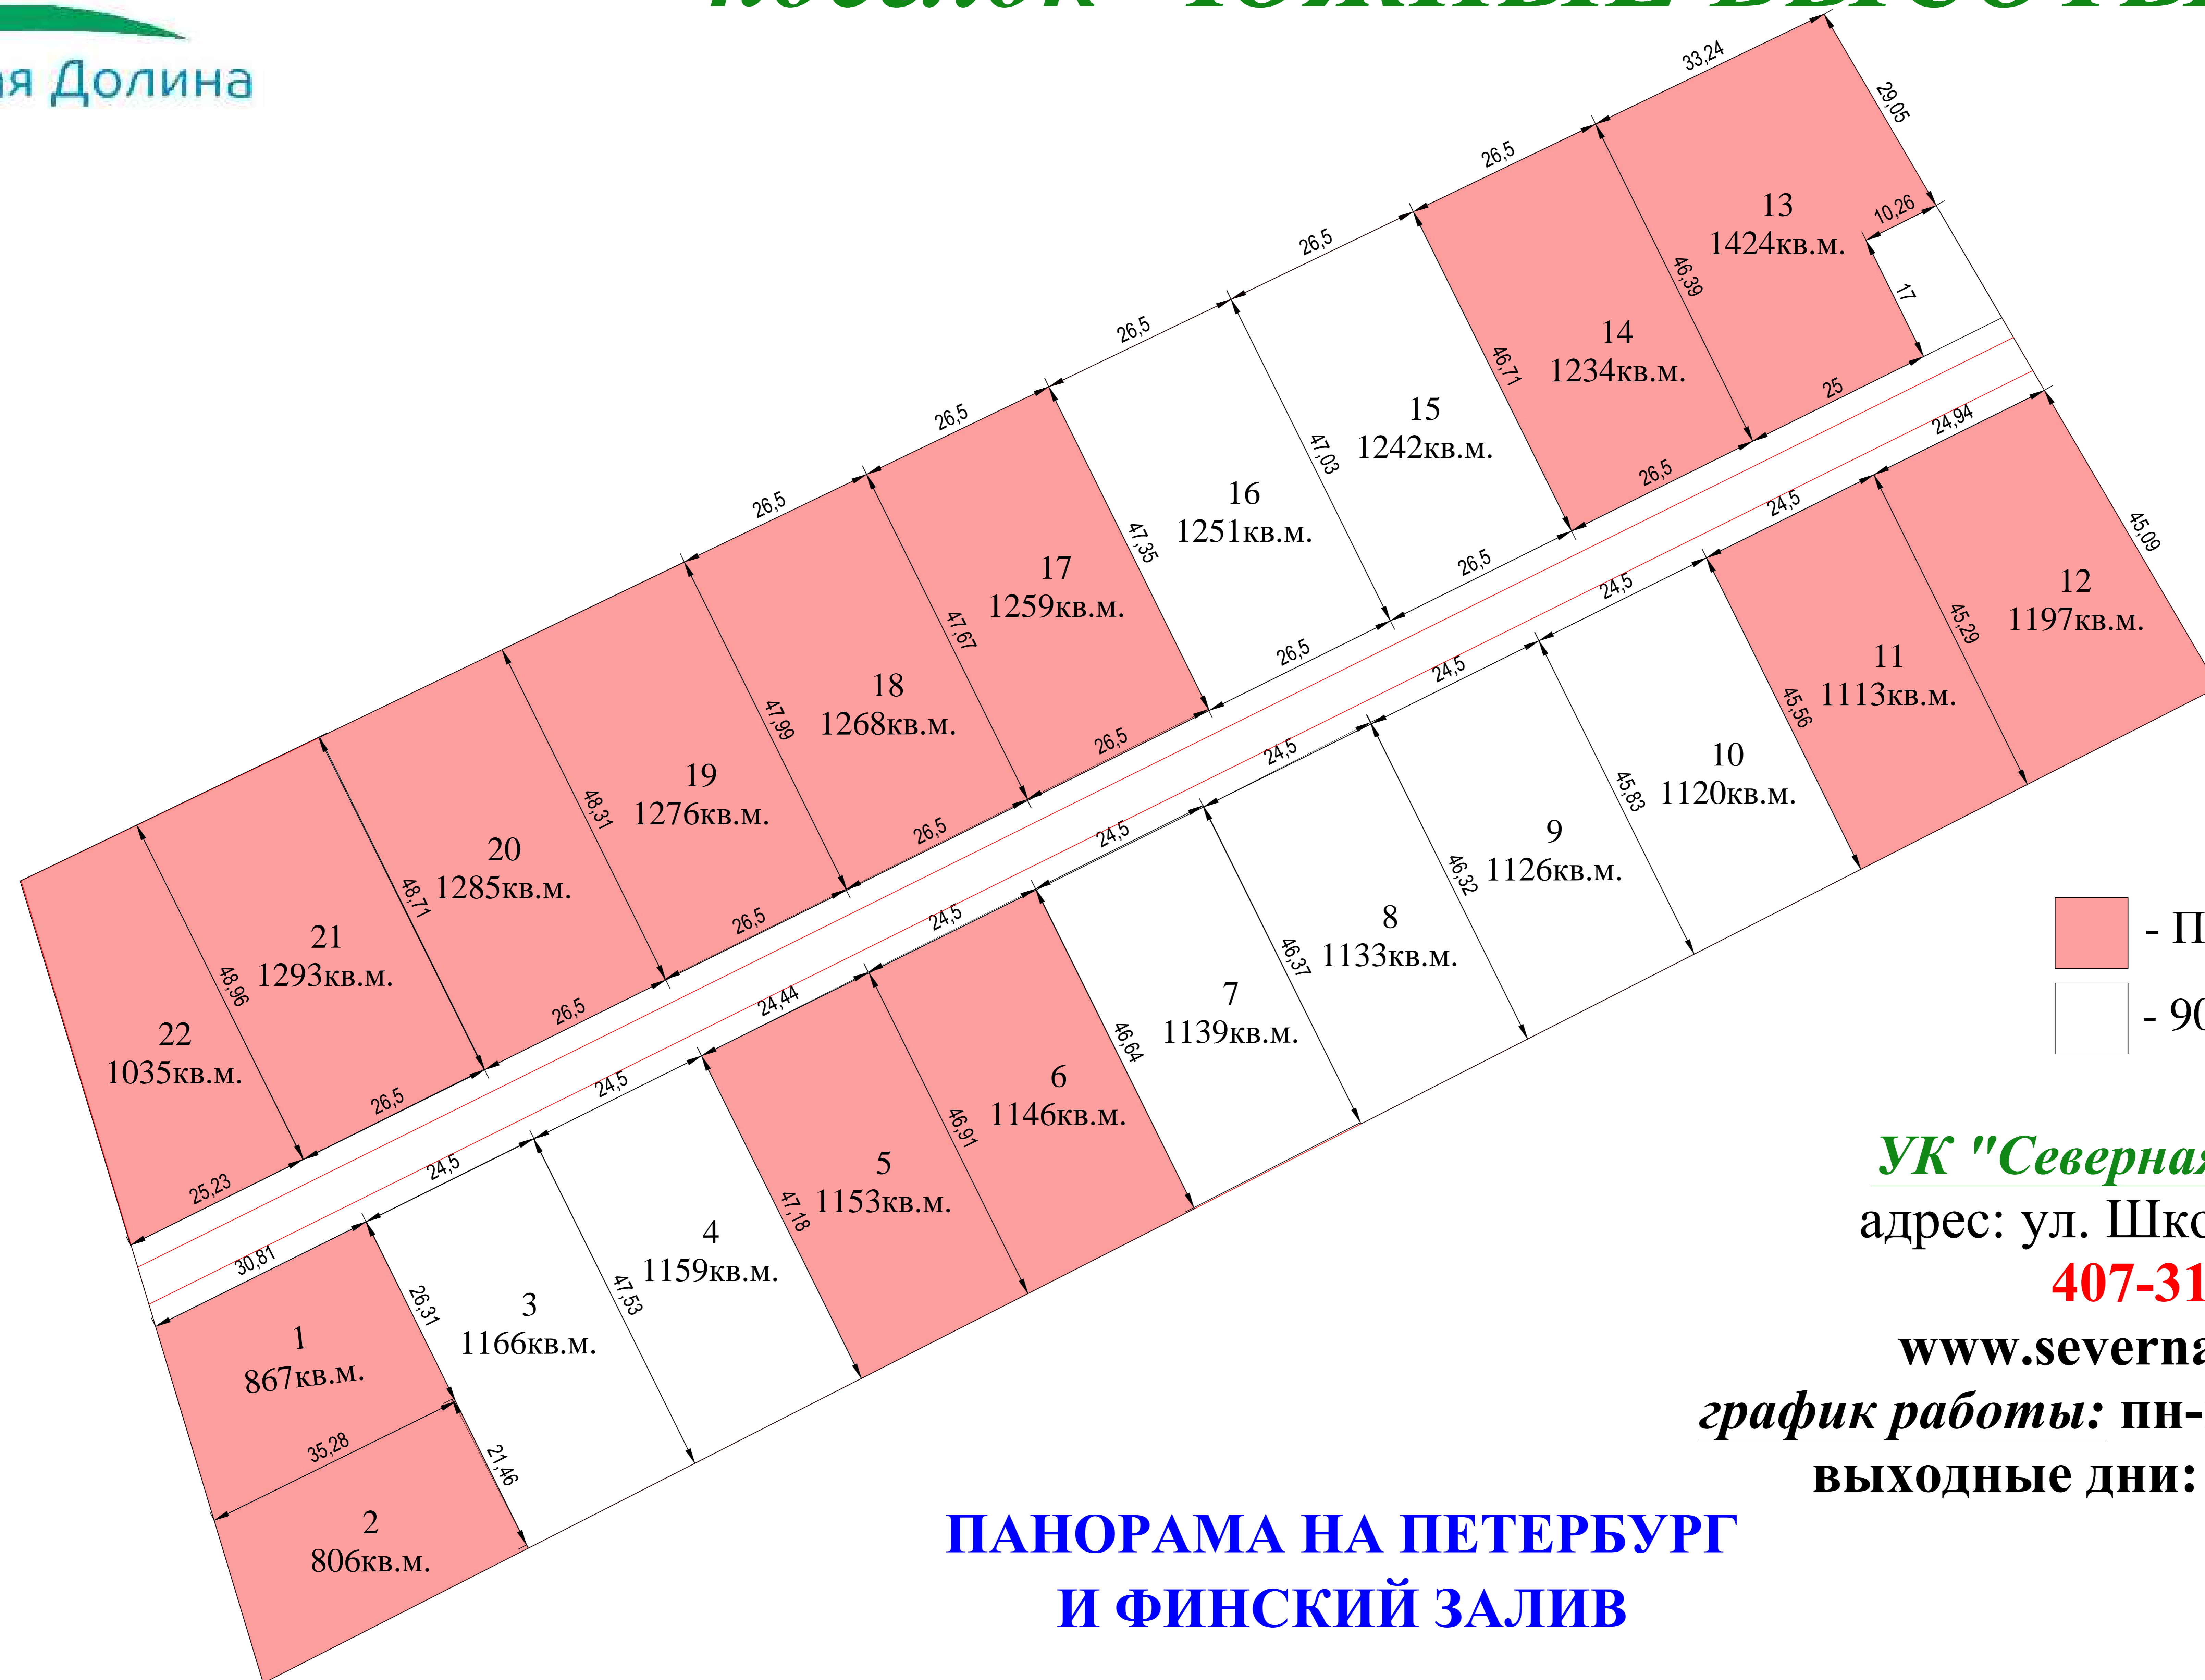 поселок "ЮЖНЫЕ ВЫСОТЫ
ая Долина
33,24
29,05
26,5
13
1424кв.м.
10,26
17
46,39
25
26,5
14
1234кв.м.
46,71
26,5
26,5
15
1242кв.м.
47,03
26,5
26,5
16
1251кв.м.
47,35
26,5
26,5
17
1259кв.м.
47,67
26,5
26,5
18
1268кв.м.
47,99
26,5
19
1276кв.м.
48,31
26,5
20
1285кв.м.
48,71
26,5
21
1293кв.м.
48,96
26,5
22
1035кв.м.
25,23
24,94
45,09
12
1197кв.м.
45,29
24,5
11
1113кв.м.
45,56
24,5
10
1120кв.м.
45,83
24,5
9
1126кв.м.
46,32
24,5
8
1133кв.м.
46,37
24,5
7
1139кв.м.
46,64
24,5
6
1146кв.м.
46,91
24,44
5
1153кв.м.
47,18
24,5
4
1159кв.м.
47,53
24,5
3
1166кв.м.
26,31
21,46
30,81
1
867кв.м.
35,28
2
806кв.м.
- П
- 90
УК "Северная
адрес: ул. Шко
407-31
www.severna
график работы: пн-
выходные дни:
ПАНОРАМА НА ПЕТЕРБУРГ
И ФИНСКИЙ ЗАЛИВ